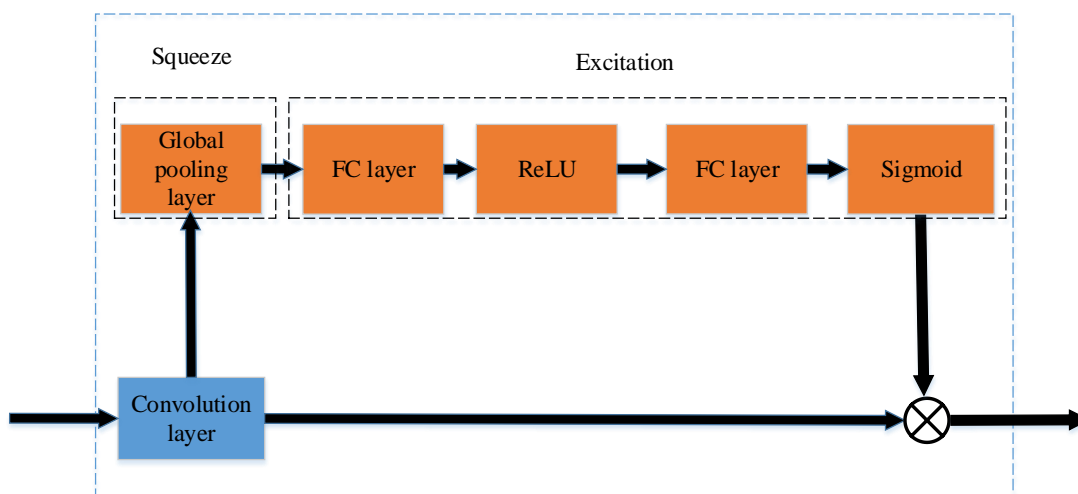 Squeeze
Excitation
Global
pooling
layer
FC layer
ReLU
FC layer
Sigmoid
Convolution
layer